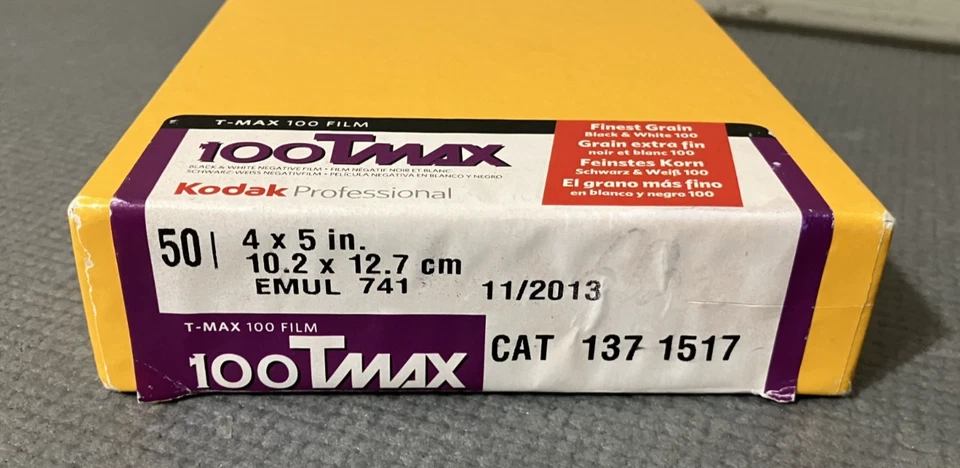 T-MAX 100 FILM
100TMAX
BLACK & WHITE NEGATIVE FILM • FILM NÉGATIF NOIR ET BLANC
SCHWARZ-WEISS NEGATIVFILM • PELÍCULA NEGATIVA EN BLANCO Y NEGRO
Kodak Professional
Finest Grain
Black & White 100
Grain extra fin
noir et blanc 100
Feinstes Korn
Schwarz & Weiß 100
El grano más fino
en blanco y negro 100
50 | 4 x 5 in.
10.2 x 12.7 cm
EMUL 741 11/2013
T-MAX 100 FILM
100TMAX
CAT 137 1517